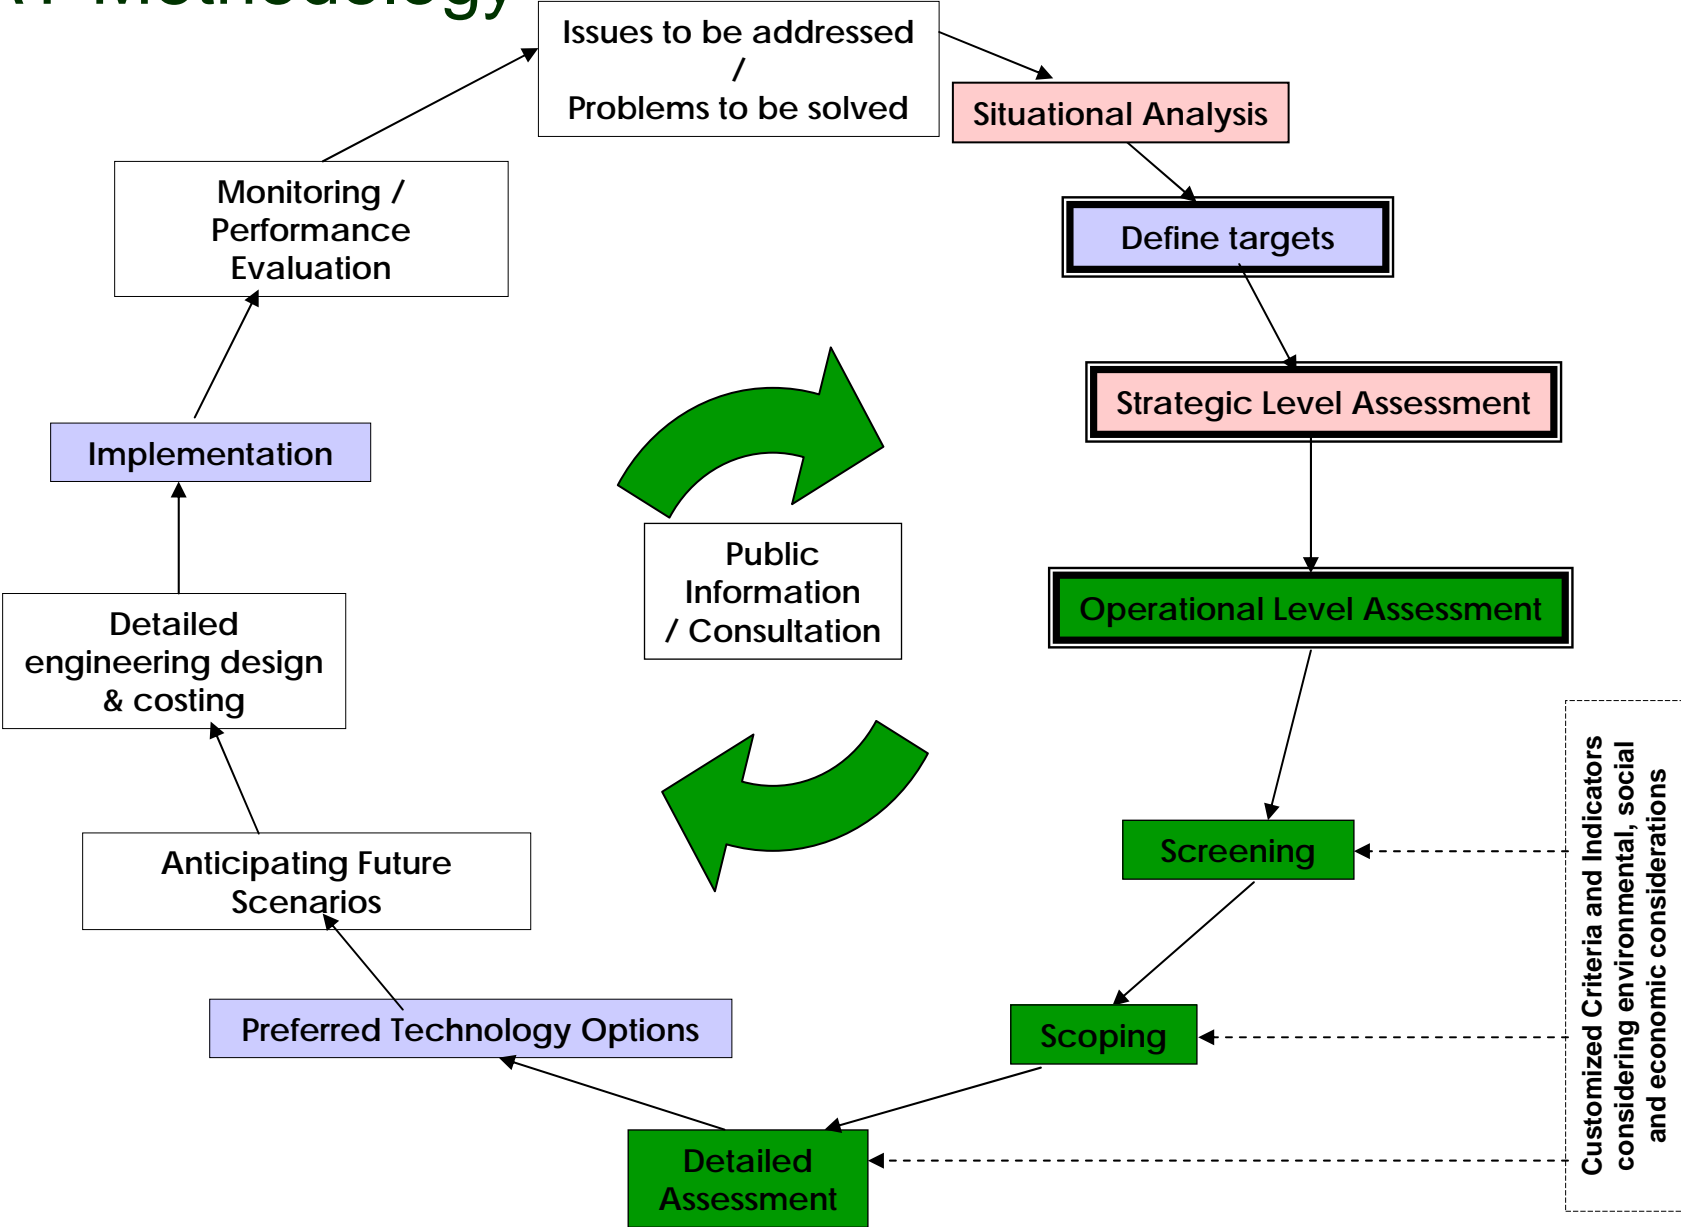 Methodology
Issues to be addressed
/
Problems to be solved
Situational Analysis
Define targets
Strategic Level Assessment
Operational Level Assessment
Screening
Scoping
Detailed
Assessment
Preferred Technology Options
Anticipating Future
Scenarios
Detailed
engineering design
& costing
Implementation
Monitoring /
Performance
Evaluation
Public
Information
/ Consultation
Customized Criteria and Indicators
considering environmental, social
and economic considerations